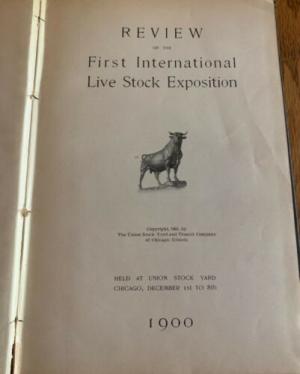 REVIEW
OF THE
First International
Live Stock Exposition
Copyright, 1901, by
The Union Stock Yard and Transit Company
of Chicago, Illinois
HELD AT UNION STOCK YARD
CHICAGO, DECEMBER 1ST TO 8TH
1900